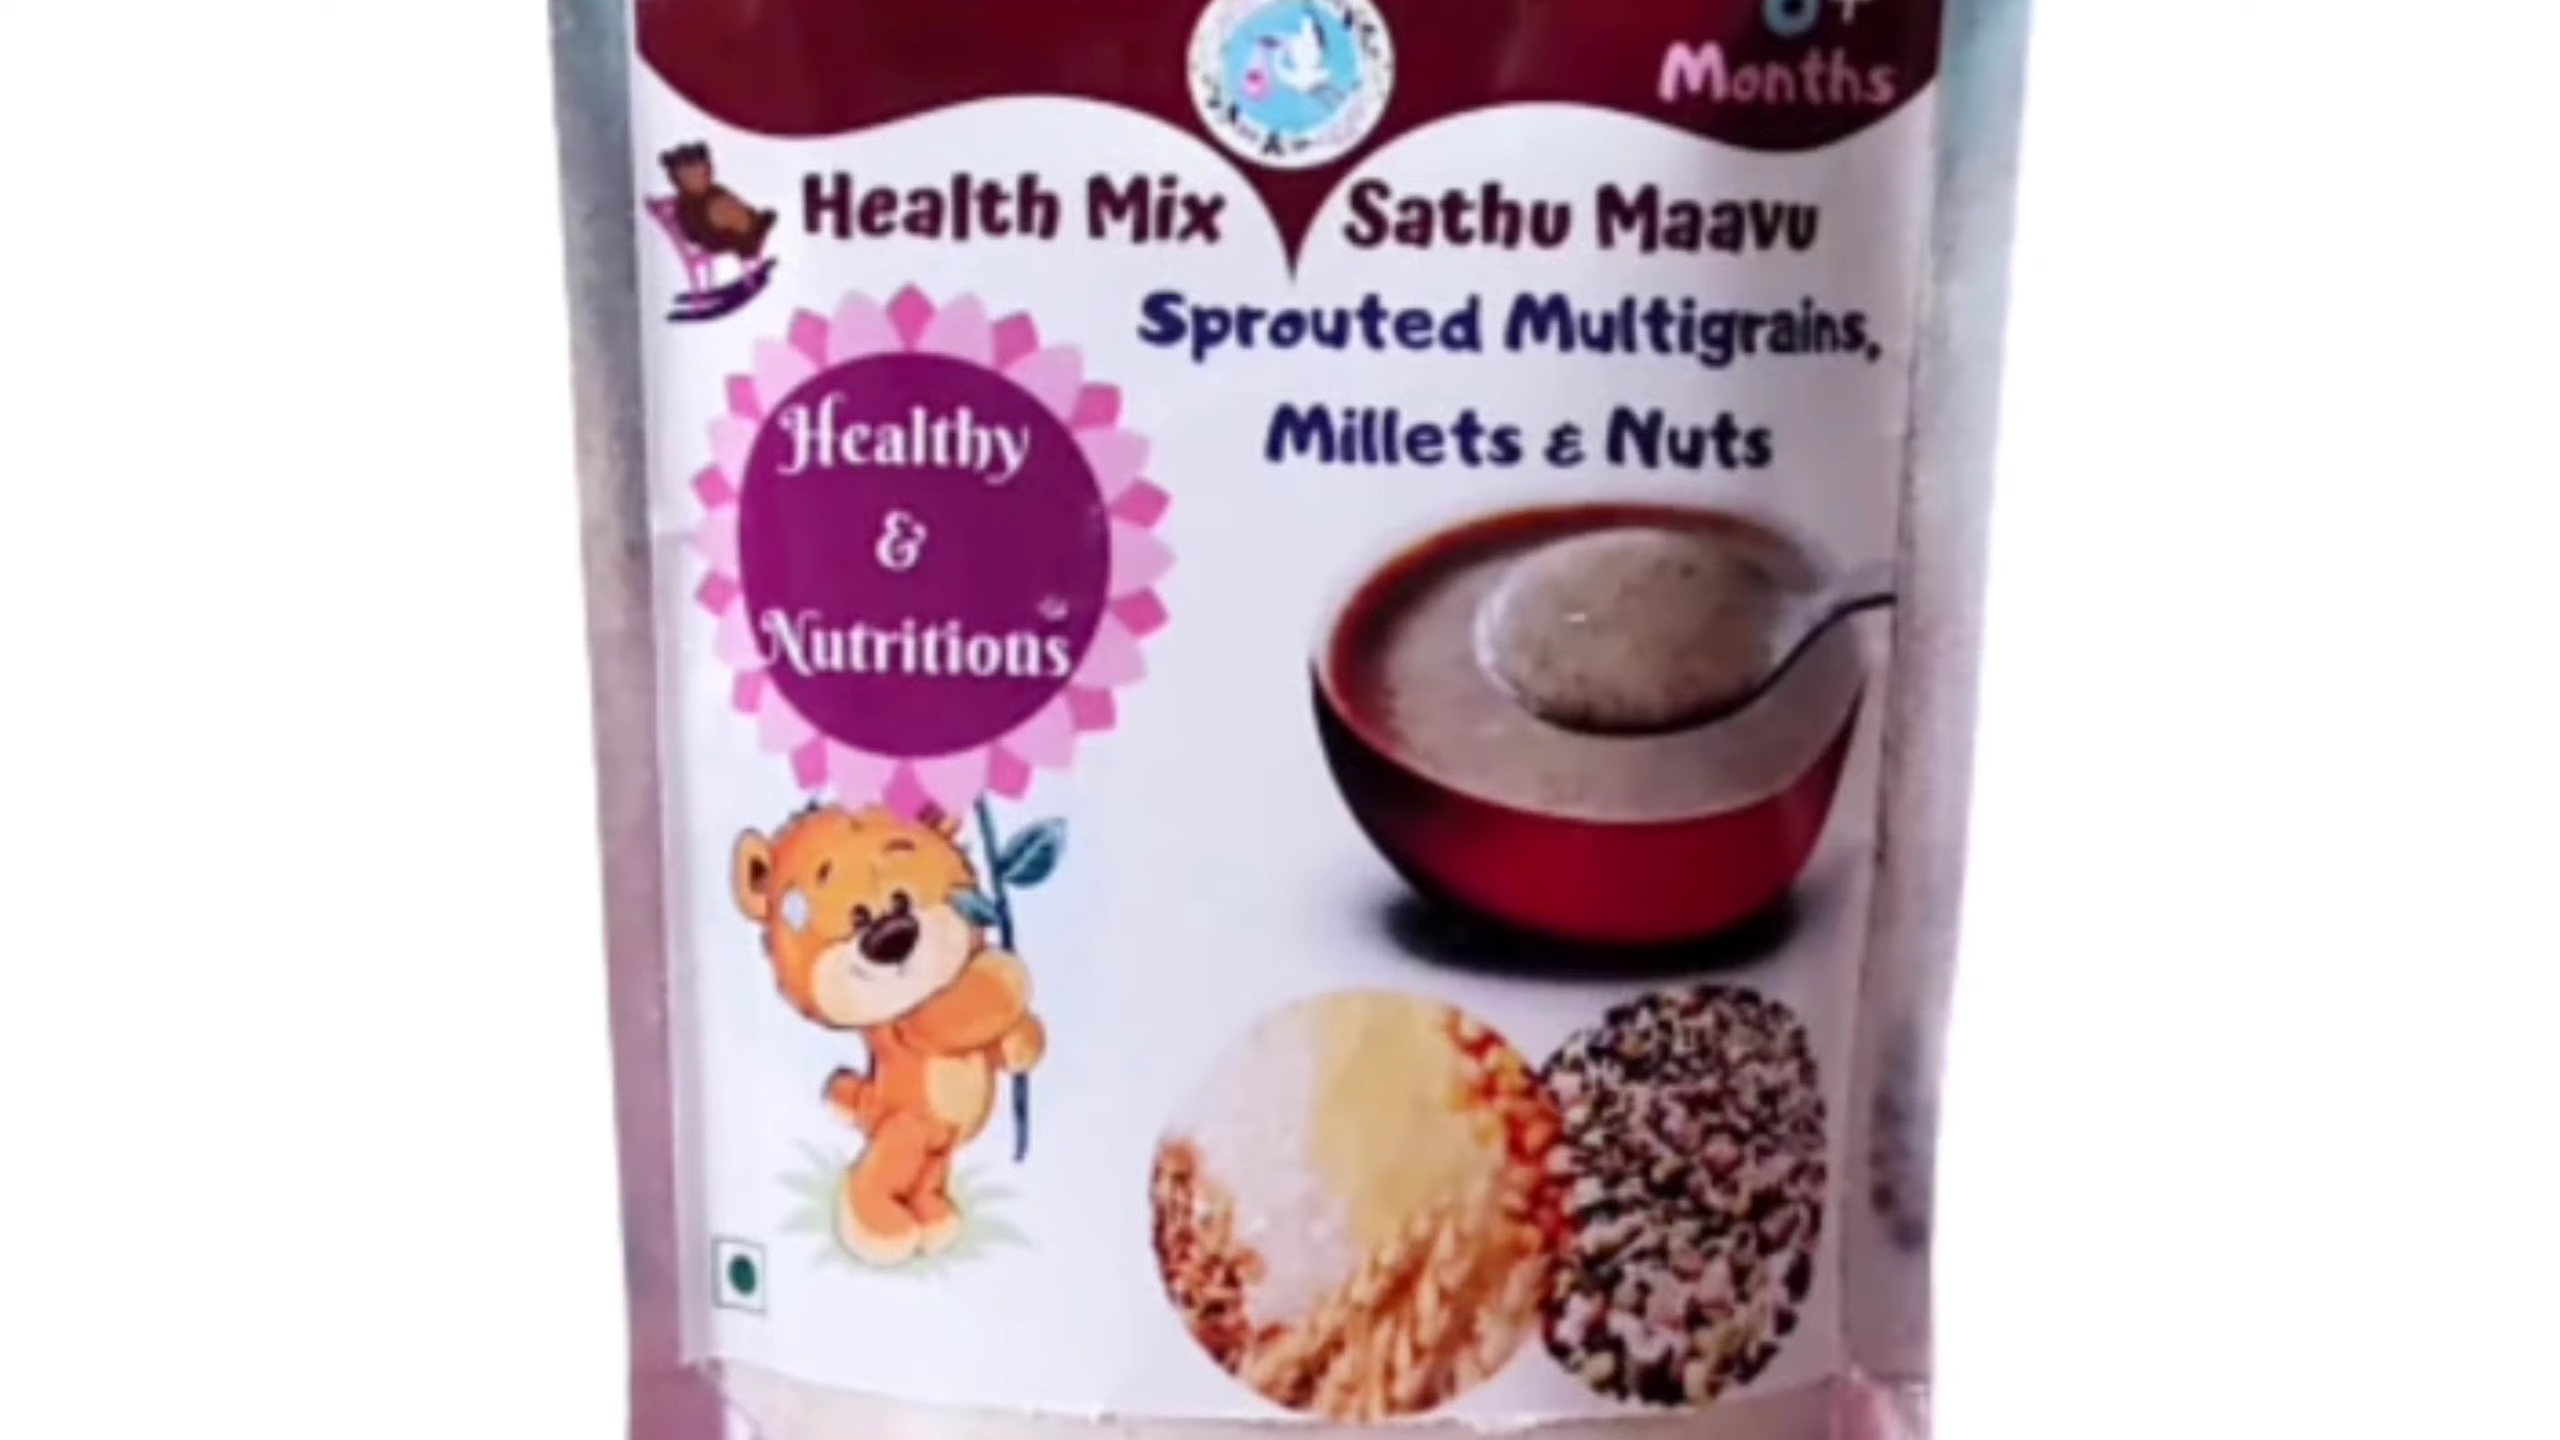 Months
Health Mix
Sathu Maavu
Sprouted Multigrains,
Millets & Nuts
Healthy
&
Nutritions